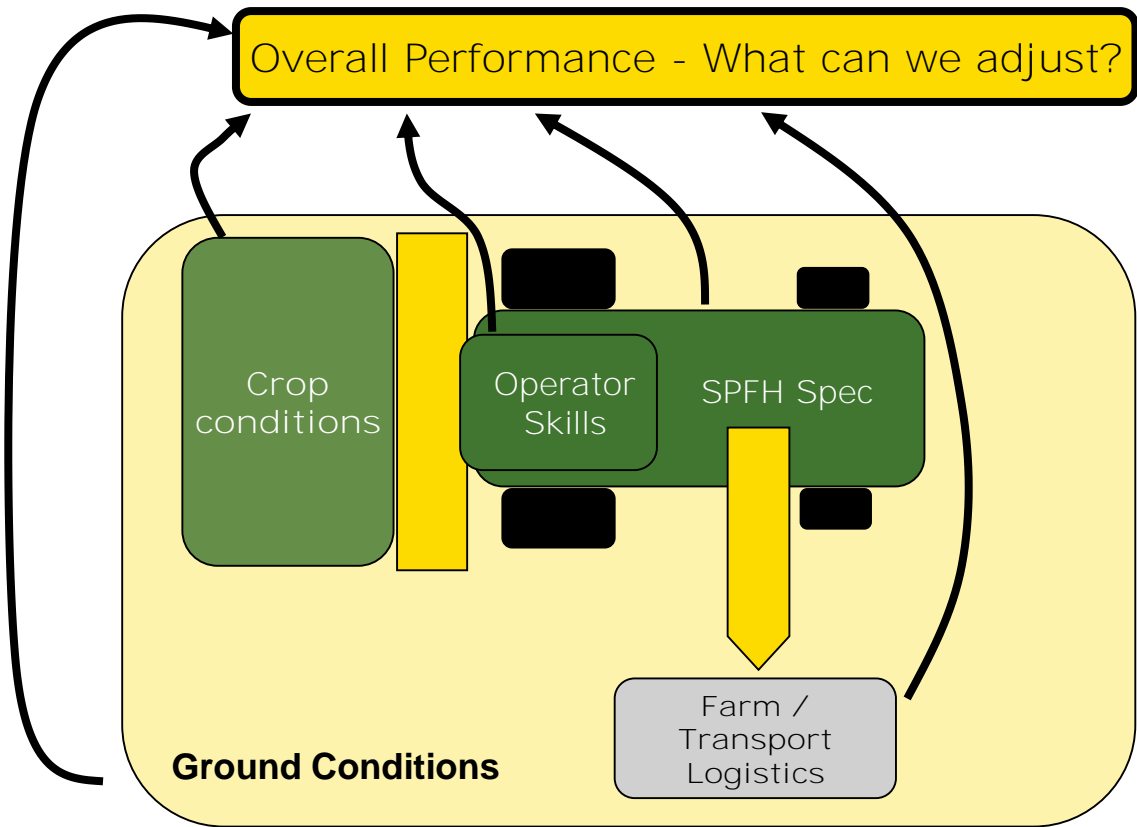 Overall Performance - What can we adjust?
Crop
conditions
Operator
Skills
SPFH Spec
Farm /
Transport
Logistics
Ground Conditions